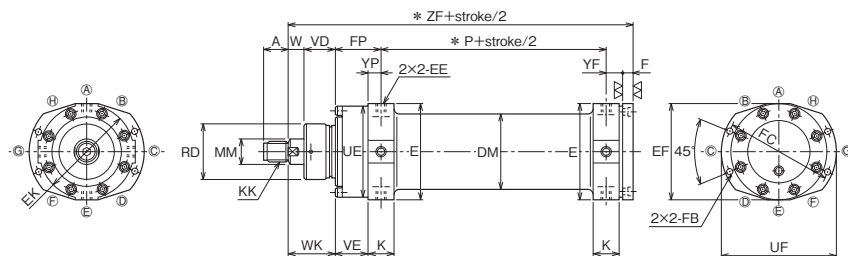 * ZF+stroke/2
A
W
VD
FP
* P+stroke/2
YP
2×2-EE
YF
F
Ⓐ
Ⓑ
Ⓒ
Ⓓ
Ⓔ
Ⓕ
Ⓖ
Ⓗ
EK
RD
MM
KK
UE
E
DM
E
WK
VE
K
K
EF
45°
2×2-FB
FC
UF
Ⓐ
Ⓑ
Ⓒ
Ⓓ
Ⓔ
Ⓕ
Ⓖ
Ⓗ